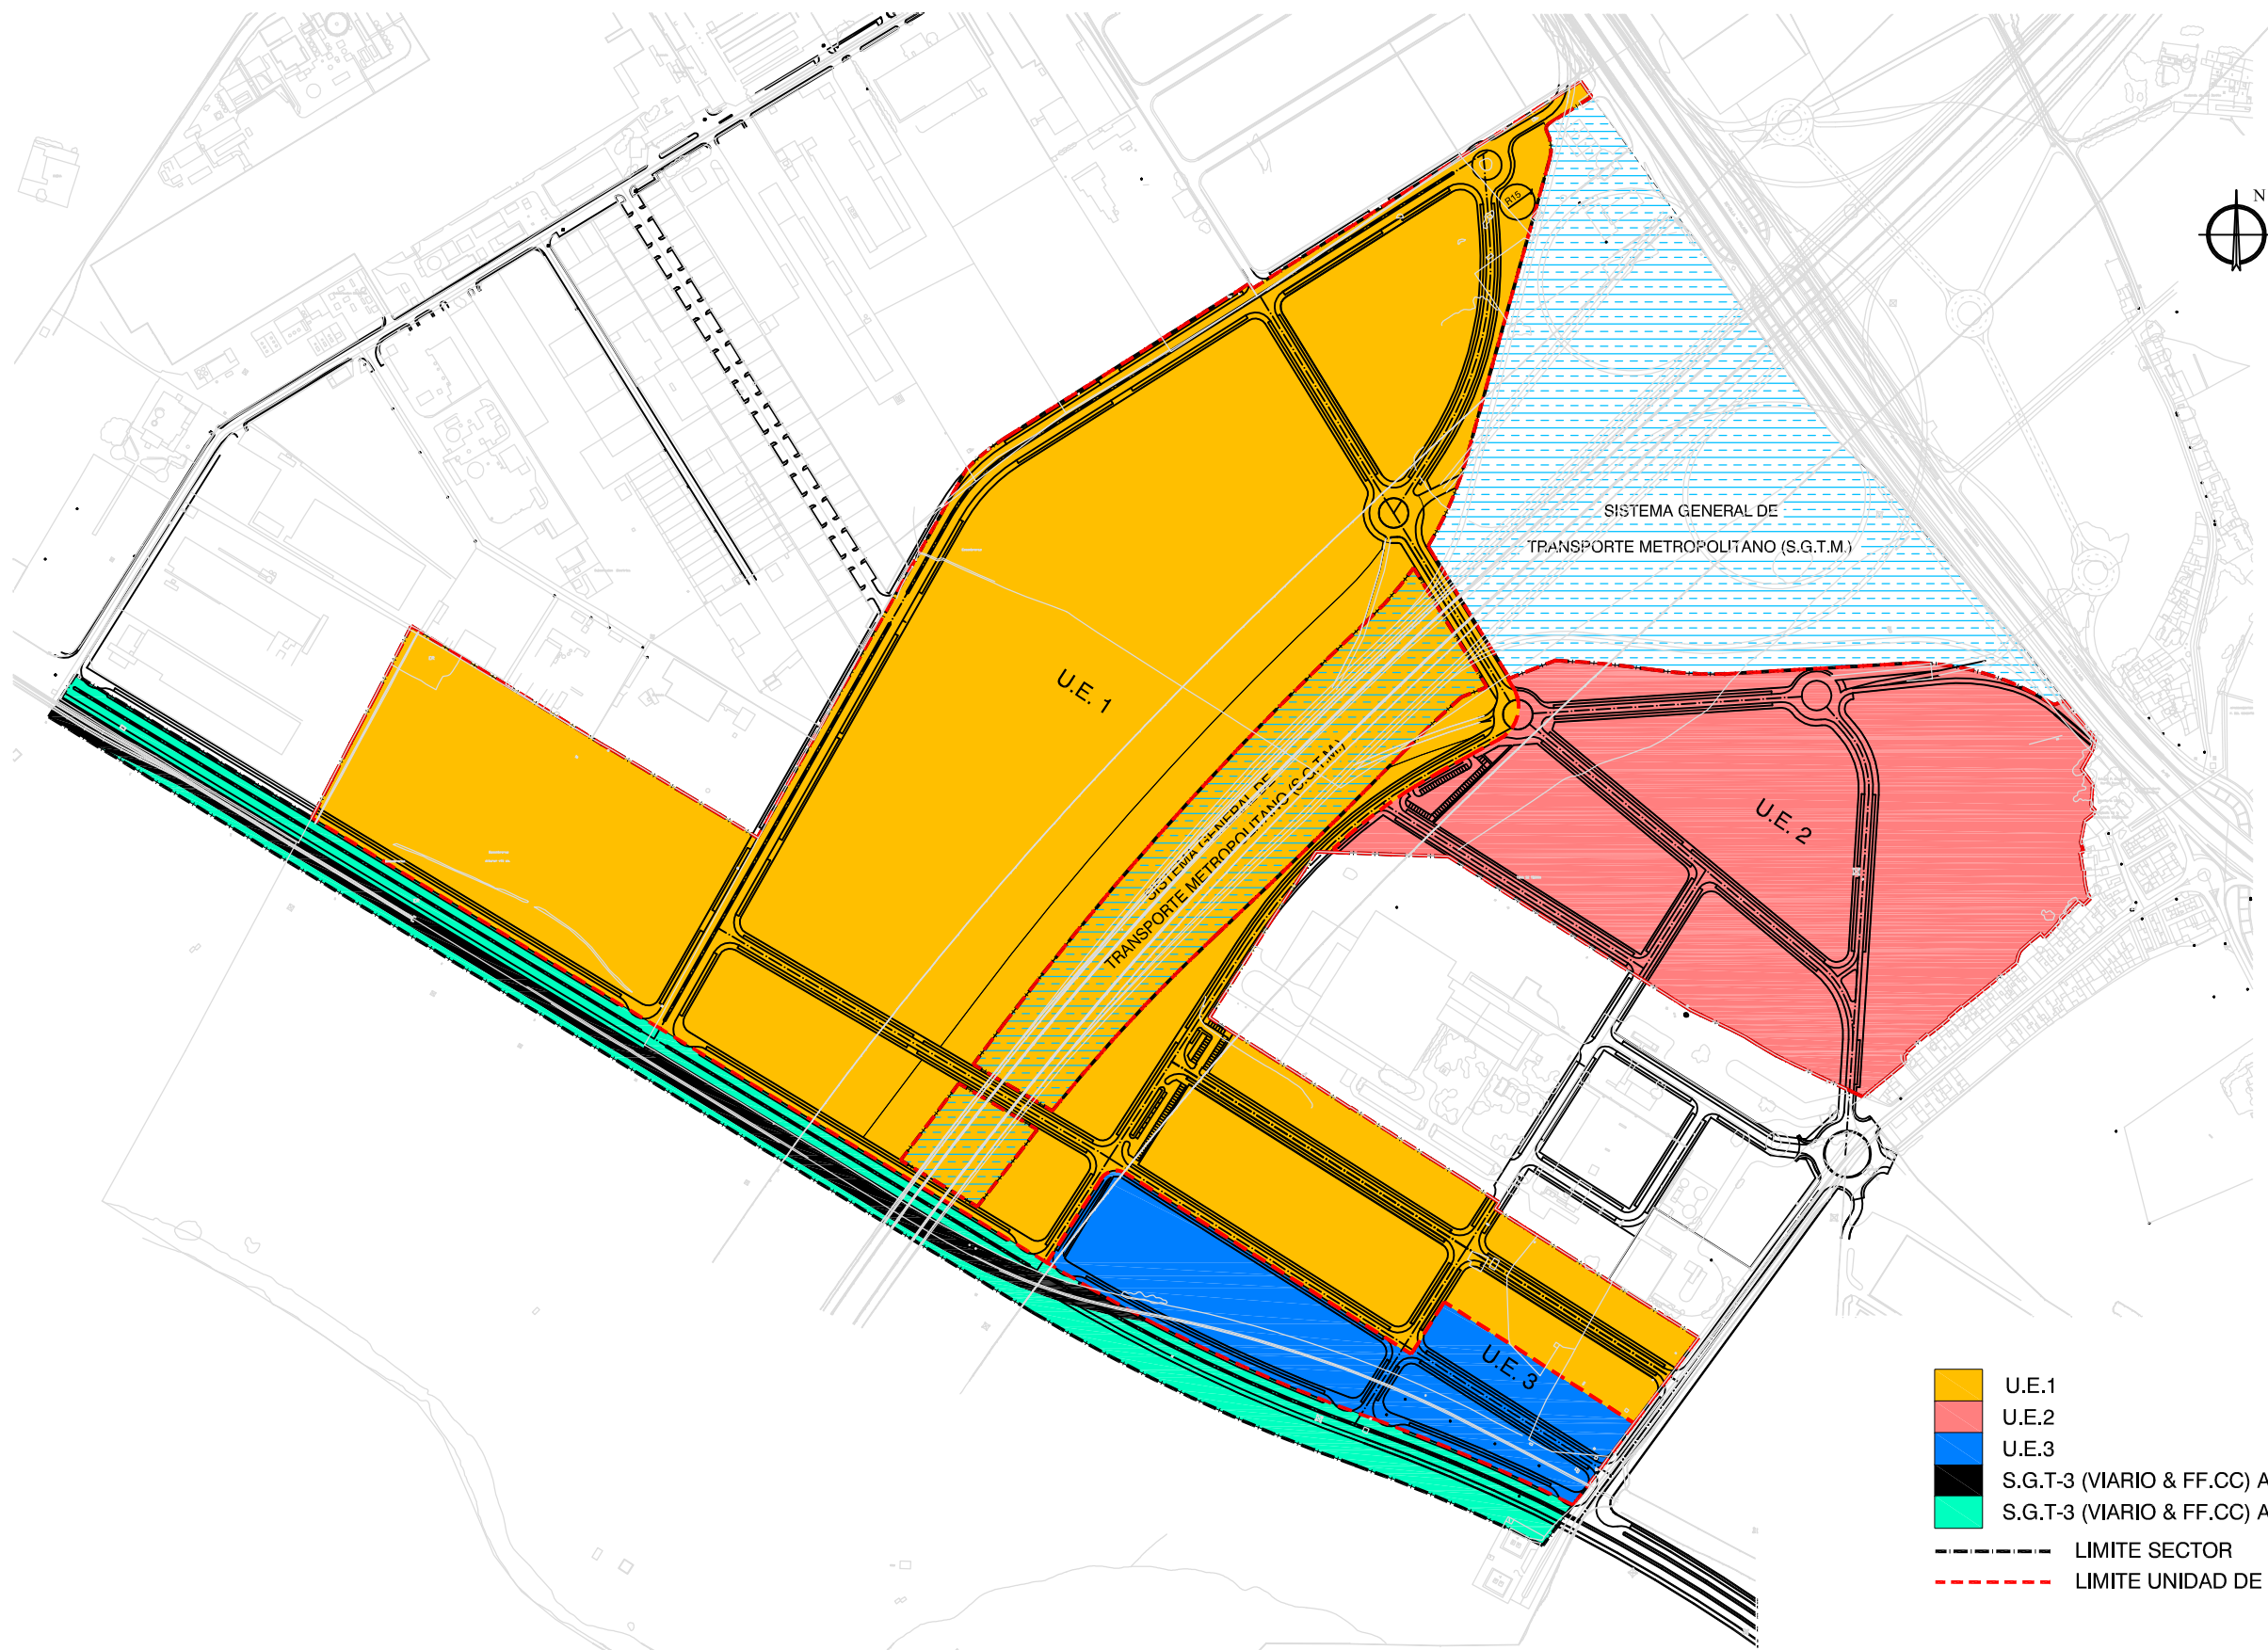 N
R15
SISTEMA GENERAL DE
TRANSPORTE METROPOLITANO (S.G.T.M.)
U.E. 1
SISTEMA GENERAL DE
TRANSPORTE METROPOLITANO (S.G.T.M.)
U.E. 2
U.E. 3
U.E.1
U.E.2
U.E.3
S.G.T-3 (VIARIO & FF.CC) A
S.G.T-3 (VIARIO & FF.CC) A
LIMITE SECTOR
LIMITE UNIDAD DE